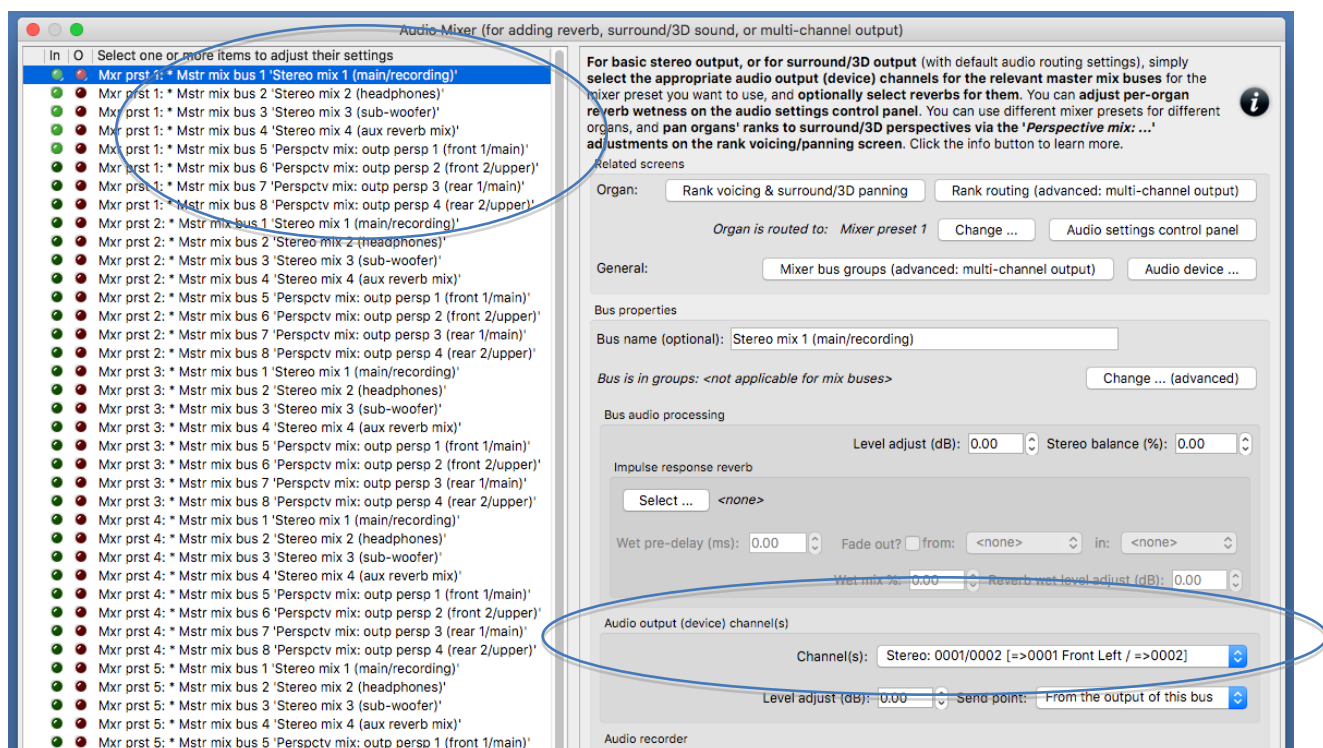 Audio Mixer (for adding reverb, surround/3D sound, or multi-channel output)
In O Select one or more items to adjust their settings
Mxr prst 1: * Mstr mix bus 1 'Stereo mix 1 (main/recording)'
Mxr prst 1: * Mstr mix bus 2 'Stereo mix 2 (headphones)'
Mxr prst 1: * Mstr mix bus 3 'Stereo mix 3 (sub-woofer)'
Mxr prst 1: * Mstr mix bus 4 'Stereo mix 4 (aux reverb mix)'
Mxr prst 1: * Mstr mix bus 5 'Perspctv mix: outp persp 1 (front 1/main)'
Mxr prst 1: * Mstr mix bus 6 'Perspctv mix: outp persp 2 (front 2/upper)'
Mxr prst 1: * Mstr mix bus 7 'Perspctv mix: outp persp 3 (rear 1/main)'
Mxr prst 1: * Mstr mix bus 8 'Perspctv mix: outp persp 4 (rear 2/upper)'
Mxr prst 2: * Mstr mix bus 1 'Stereo mix 1 (main/recording)'
Mxr prst 2: * Mstr mix bus 2 'Stereo mix 2 (headphones)'
Mxr prst 2: * Mstr mix bus 3 'Stereo mix 3 (sub-woofer)'
Mxr prst 2: * Mstr mix bus 4 'Stereo mix 4 (aux reverb mix)'
Mxr prst 2: * Mstr mix bus 5 'Perspctv mix: outp persp 1 (front 1/main)'
Mxr prst 2: * Mstr mix bus 6 'Perspctv mix: outp persp 2 (front 2/upper)'
Mxr prst 2: * Mstr mix bus 7 'Perspctv mix: outp persp 3 (rear 1/main)'
Mxr prst 2: * Mstr mix bus 8 'Perspctv mix: outp persp 4 (rear 2/upper)'
Mxr prst 3: * Mstr mix bus 1 'Stereo mix 1 (main/recording)'
Mxr prst 3: * Mstr mix bus 2 'Stereo mix 2 (headphones)'
Mxr prst 3: * Mstr mix bus 3 'Stereo mix 3 (sub-woofer)'
Mxr prst 3: * Mstr mix bus 4 'Stereo mix 4 (aux reverb mix)'
Mxr prst 3: * Mstr mix bus 5 'Perspctv mix: outp persp 1 (front 1/main)'
Mxr prst 3: * Mstr mix bus 6 'Perspctv mix: outp persp 2 (front 2/upper)'
Mxr prst 3: * Mstr mix bus 7 'Perspctv mix: outp persp 3 (rear 1/main)'
Mxr prst 3: * Mstr mix bus 8 'Perspctv mix: outp persp 4 (rear 2/upper)'
Mxr prst 4: * Mstr mix bus 1 'Stereo mix 1 (main/recording)'
Mxr prst 4: * Mstr mix bus 2 'Stereo mix 2 (headphones)'
Mxr prst 4: * Mstr mix bus 3 'Stereo mix 3 (sub-woofer)'
Mxr prst 4: * Mstr mix bus 4 'Stereo mix 4 (aux reverb mix)'
Mxr prst 4: * Mstr mix bus 5 'Perspctv mix: outp persp 1 (front 1/main)'
Mxr prst 4: * Mstr mix bus 6 'Perspctv mix: outp persp 2 (front 2/upper)'
Mxr prst 4: * Mstr mix bus 7 'Perspctv mix: outp persp 3 (rear 1/main)'
Mxr prst 4: * Mstr mix bus 8 'Perspctv mix: outp persp 4 (rear 2/upper)'
Mxr prst 5: * Mstr mix bus 1 'Stereo mix 1 (main/recording)'
Mxr prst 5: * Mstr mix bus 2 'Stereo mix 2 (headphones)'
Mxr prst 5: * Mstr mix bus 3 'Stereo mix 3 (sub-woofer)'
Mxr prst 5: * Mstr mix bus 4 'Stereo mix 4 (aux reverb mix)'
Mxr prst 5: * Mstr mix bus 5 'Perspctv mix: outp persp 1 (front 1/main)'
For basic stereo output, or for surround/3D output (with default audio routing settings), simply
select the appropriate audio output (device) channels for the relevant master mix buses for the
mixer preset you want to use, and optionally select reverbs for them. You can adjust per-organ
reverb wetness on the audio settings control panel. You can use different mixer presets for different
organs, and pan organs' ranks to surround/3D perspectives via the 'Perspective mix: ...'
adjustments on the rank voicing/panning screen. Click the info button to learn more.
i
Related screens
Organ: Rank voicing & surround/3D panning Rank routing (advanced: multi-channel output)
Organ is routed to: Mixer preset 1 Change ... Audio settings control panel
General: Mixer bus groups (advanced: multi-channel output) Audio device ...
Bus properties
Bus name (optional): Stereo mix 1 (main/recording)
Bus is in groups: <not applicable for mix buses> Change ... (advanced)
Bus audio processing
Level adjust (dB): 0.00 Stereo balance (%): 0.00
Impulse response reverb
Select ... <none>
Wet pre-delay (ms): 0.00 Fade out? from: <none> in: <none>
Wet mix %: 0.00 Reverb wet level adjust (dB): 0.00
Audio output (device) channel(s)
Channel(s): Stereo: 0001/0002 [=>0001 Front Left / =>0002]
Level adjust (dB): 0.00 Send point: From the output of this bus
Audio recorder